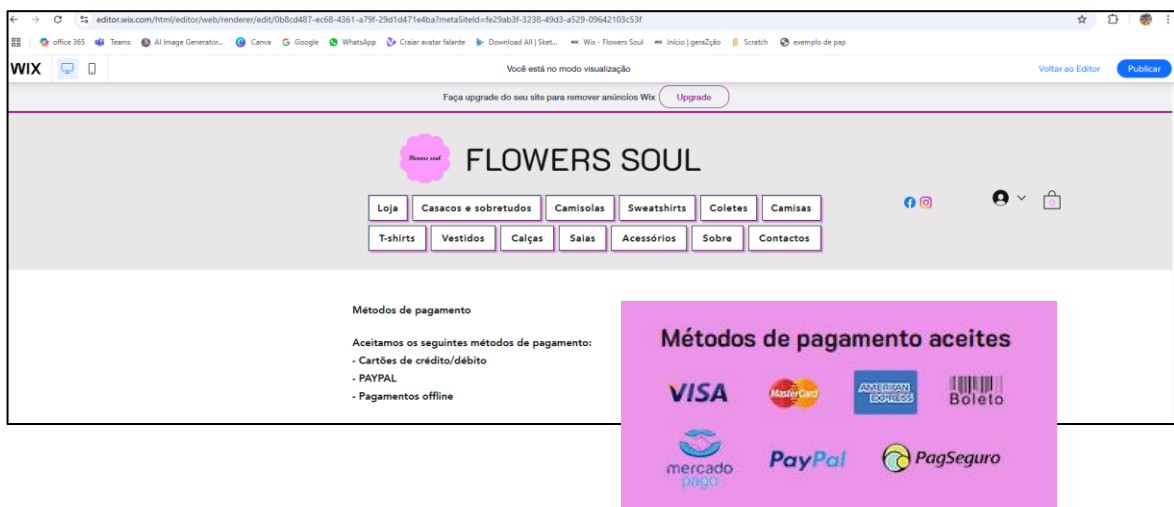 editor.wix.com/html/editor/web/renderer/edit/0b8cd487-ec68-4361-a79f-29d1d471e4ba?metaSiteId=fe29ab3f-3238-49d3-a529-09642103c53f
office 365 Teams AI Image Generator... Canva Google WhatsApp Craiar avatar falante Download All | Sket... Wix - Flowers Soul Início | geraZção Scratch exemplo de pap
WIX Você está no modo visualização Voltar ao Editor Publicar
Faça upgrade do seu site para remover anúncios Wix Upgrade
Flowers soul FLOWERS SOUL
Loja Casacos e sobretudos Camisolas Sweatshirts Coletes Camisas
0
T-shirts Vestidos Calças Saias Acessórios Sobre Contactos
Métodos de pagamento
Aceitamos os seguintes métodos de pagamento:
- Cartões de crédito/débito
- PAYPAL
- Pagamentos offline
Métodos de pagamento aceites
VISA MasterCard AMERICAN EXPRESS Boleto
mercado pago PayPal PagSeguro